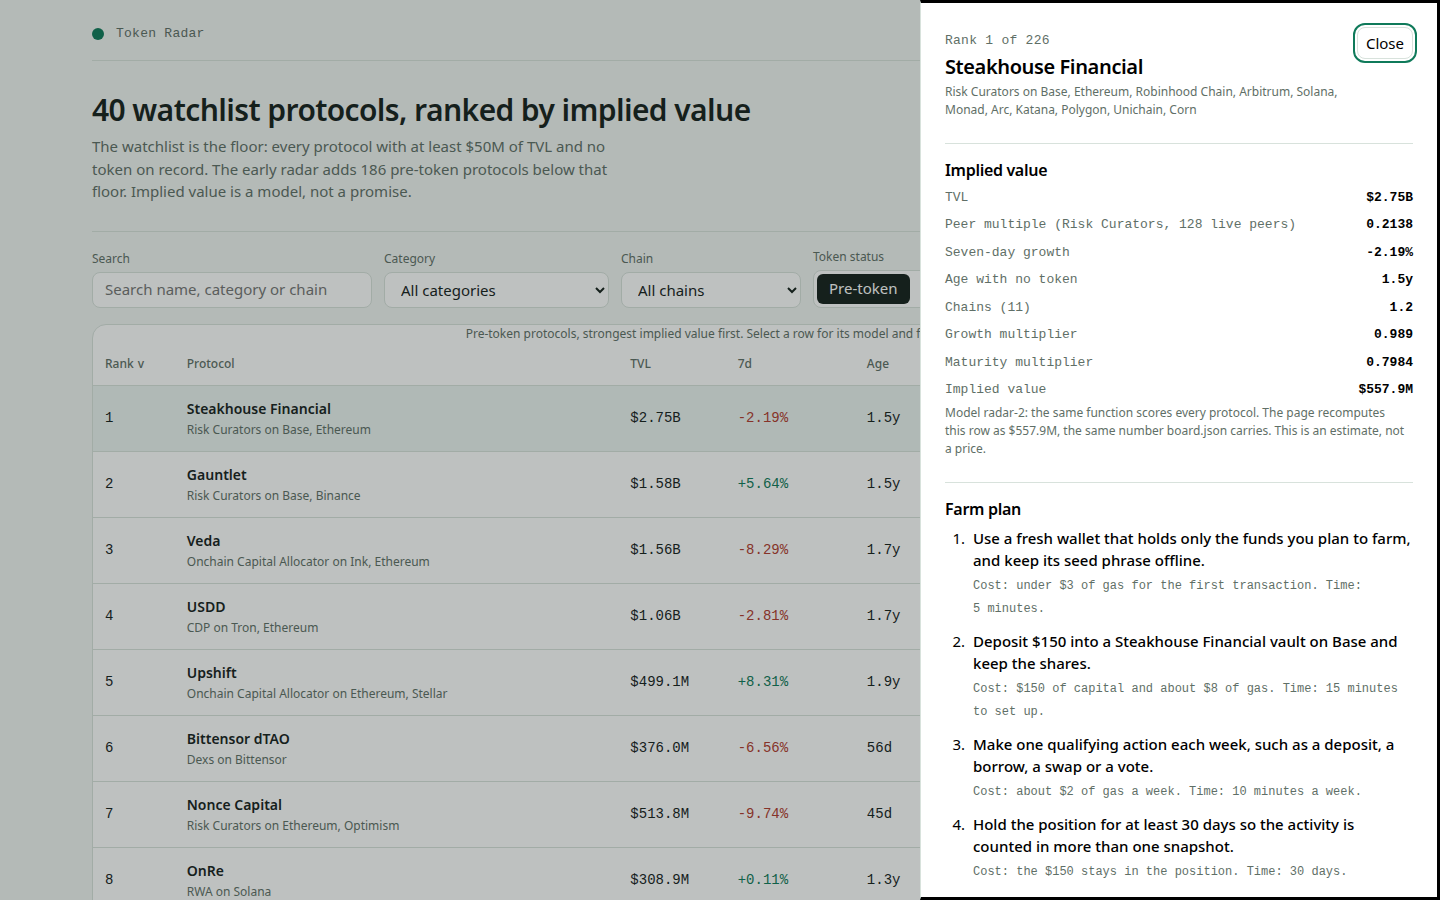 Token Radar
40 watchlist protocols, ranked by implied value
The watchlist is the floor: every protocol with at least $50M of TVL and no
token on record. The early radar adds 186 pre-token protocols below that
floor. Implied value is a model, not a promise.
Search
Category
Chain
Token status
Search name, category or chain
All categories
All chains
Pre-token
Pre-token protocols, strongest implied value first. Select a row for its model and f
Rank v
Protocol
TVL
7d
Age
1
Steakhouse Financial
Risk Curators on Base, Ethereum
$2.75B
-2.19%
1.5y
2
Gauntlet
Risk Curators on Base, Binance
$1.58B
+5.64%
1.5y
3
Veda
Onchain Capital Allocator on Ink, Ethereum
$1.56B
-8.29%
1.7y
4
USDD
CDP on Tron, Ethereum
$1.06B
-2.81%
1.7y
5
Upshift
Onchain Capital Allocator on Ethereum, Stellar
$499.1M
+8.31%
1.9y
6
Bittensor dTAO
Dexs on Bittensor
$376.0M
-6.56%
56d
7
Nonce Capital
Risk Curators on Ethereum, Optimism
$513.8M
-9.74%
45d
8
OnRe
RWA on Solana
$308.9M
+0.11%
1.3y
Rank 1 of 226
Close
Steakhouse Financial
Risk Curators on Base, Ethereum, Robinhood Chain, Arbitrum, Solana,
Monad, Arc, Katana, Polygon, Unichain, Corn
Implied value
TVL $2.75B
Peer multiple (Risk Curators, 128 live peers) 0.2138
Seven-day growth -2.19%
Age with no token 1.5y
Chains (11) 1.2
Growth multiplier 0.989
Maturity multiplier 0.7984
Implied value $557.9M
Model radar-2: the same function scores every protocol. The page recomputes
this row as $557.9M, the same number board.json carries. This is an estimate, not
a price.
Farm plan
1. Use a fresh wallet that holds only the funds you plan to farm,
and keep its seed phrase offline.
Cost: under $3 of gas for the first transaction. Time:
5 minutes.
2. Deposit $150 into a Steakhouse Financial vault on Base and
keep the shares.
Cost: $150 of capital and about $8 of gas. Time: 15 minutes
to set up.
3. Make one qualifying action each week, such as a deposit, a
borrow, a swap or a vote.
Cost: about $2 of gas a week. Time: 10 minutes a week.
4. Hold the position for at least 30 days so the activity is
counted in more than one snapshot.
Cost: the $150 stays in the position. Time: 30 days.